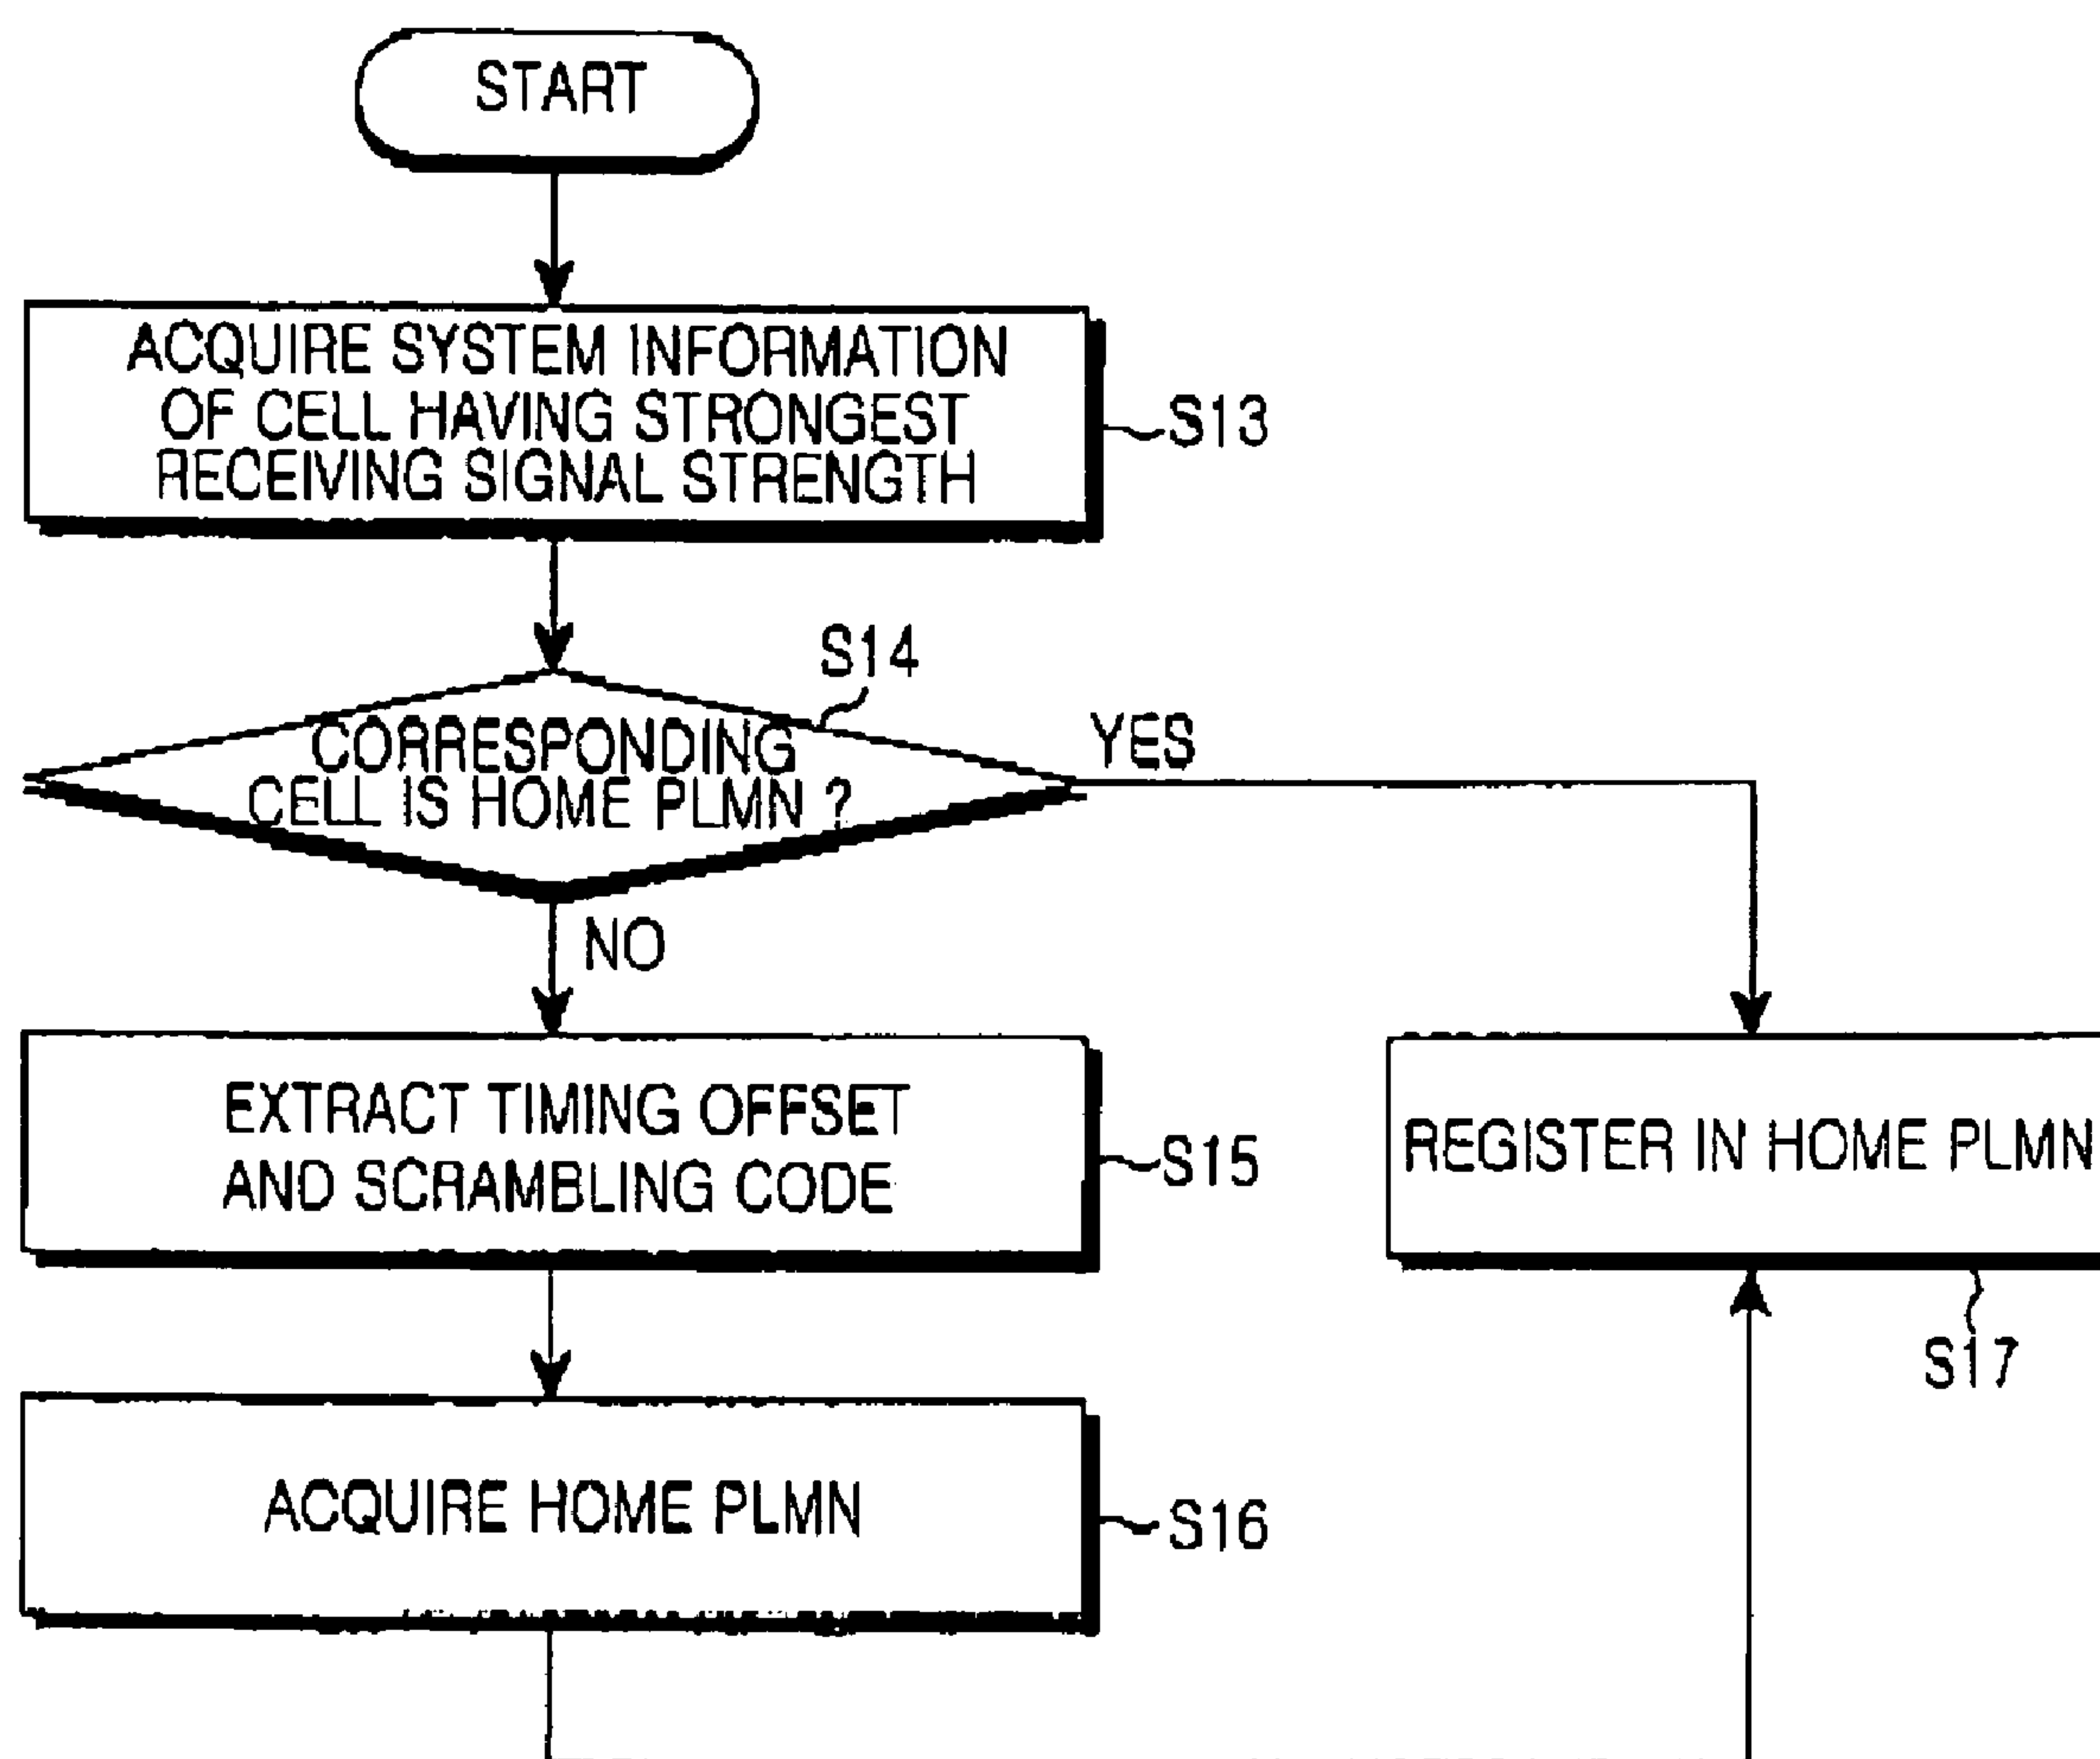 START
ACQUIRE SYSTEM INFORMATION
OF CELL HAVING STRONGEST
RECEIVING SIGNAL STRENGTH
S13
S14
CORRESPONDING
CELL IS HOME PLMN ?
YES
NO
EXTRACT TIMING OFFSET
AND SCRAMBLING CODE
S15
REGISTER IN HOME PLMN
S17
ACQUIRE HOME PLMN
S16